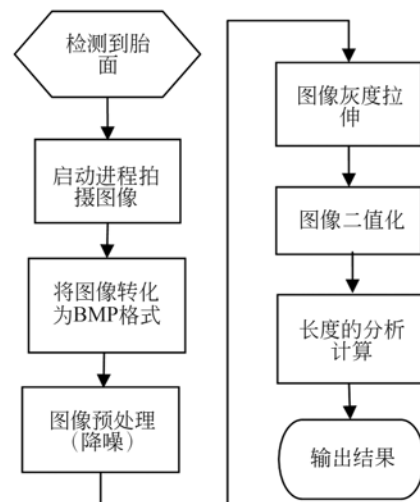 检测到胎
面
启动进程拍
摄图像
将图像转化
为BMP格式
图像预处理
（降噪）
图像灰度拉
伸
图像二值化
长度的分析
计算
输出结果